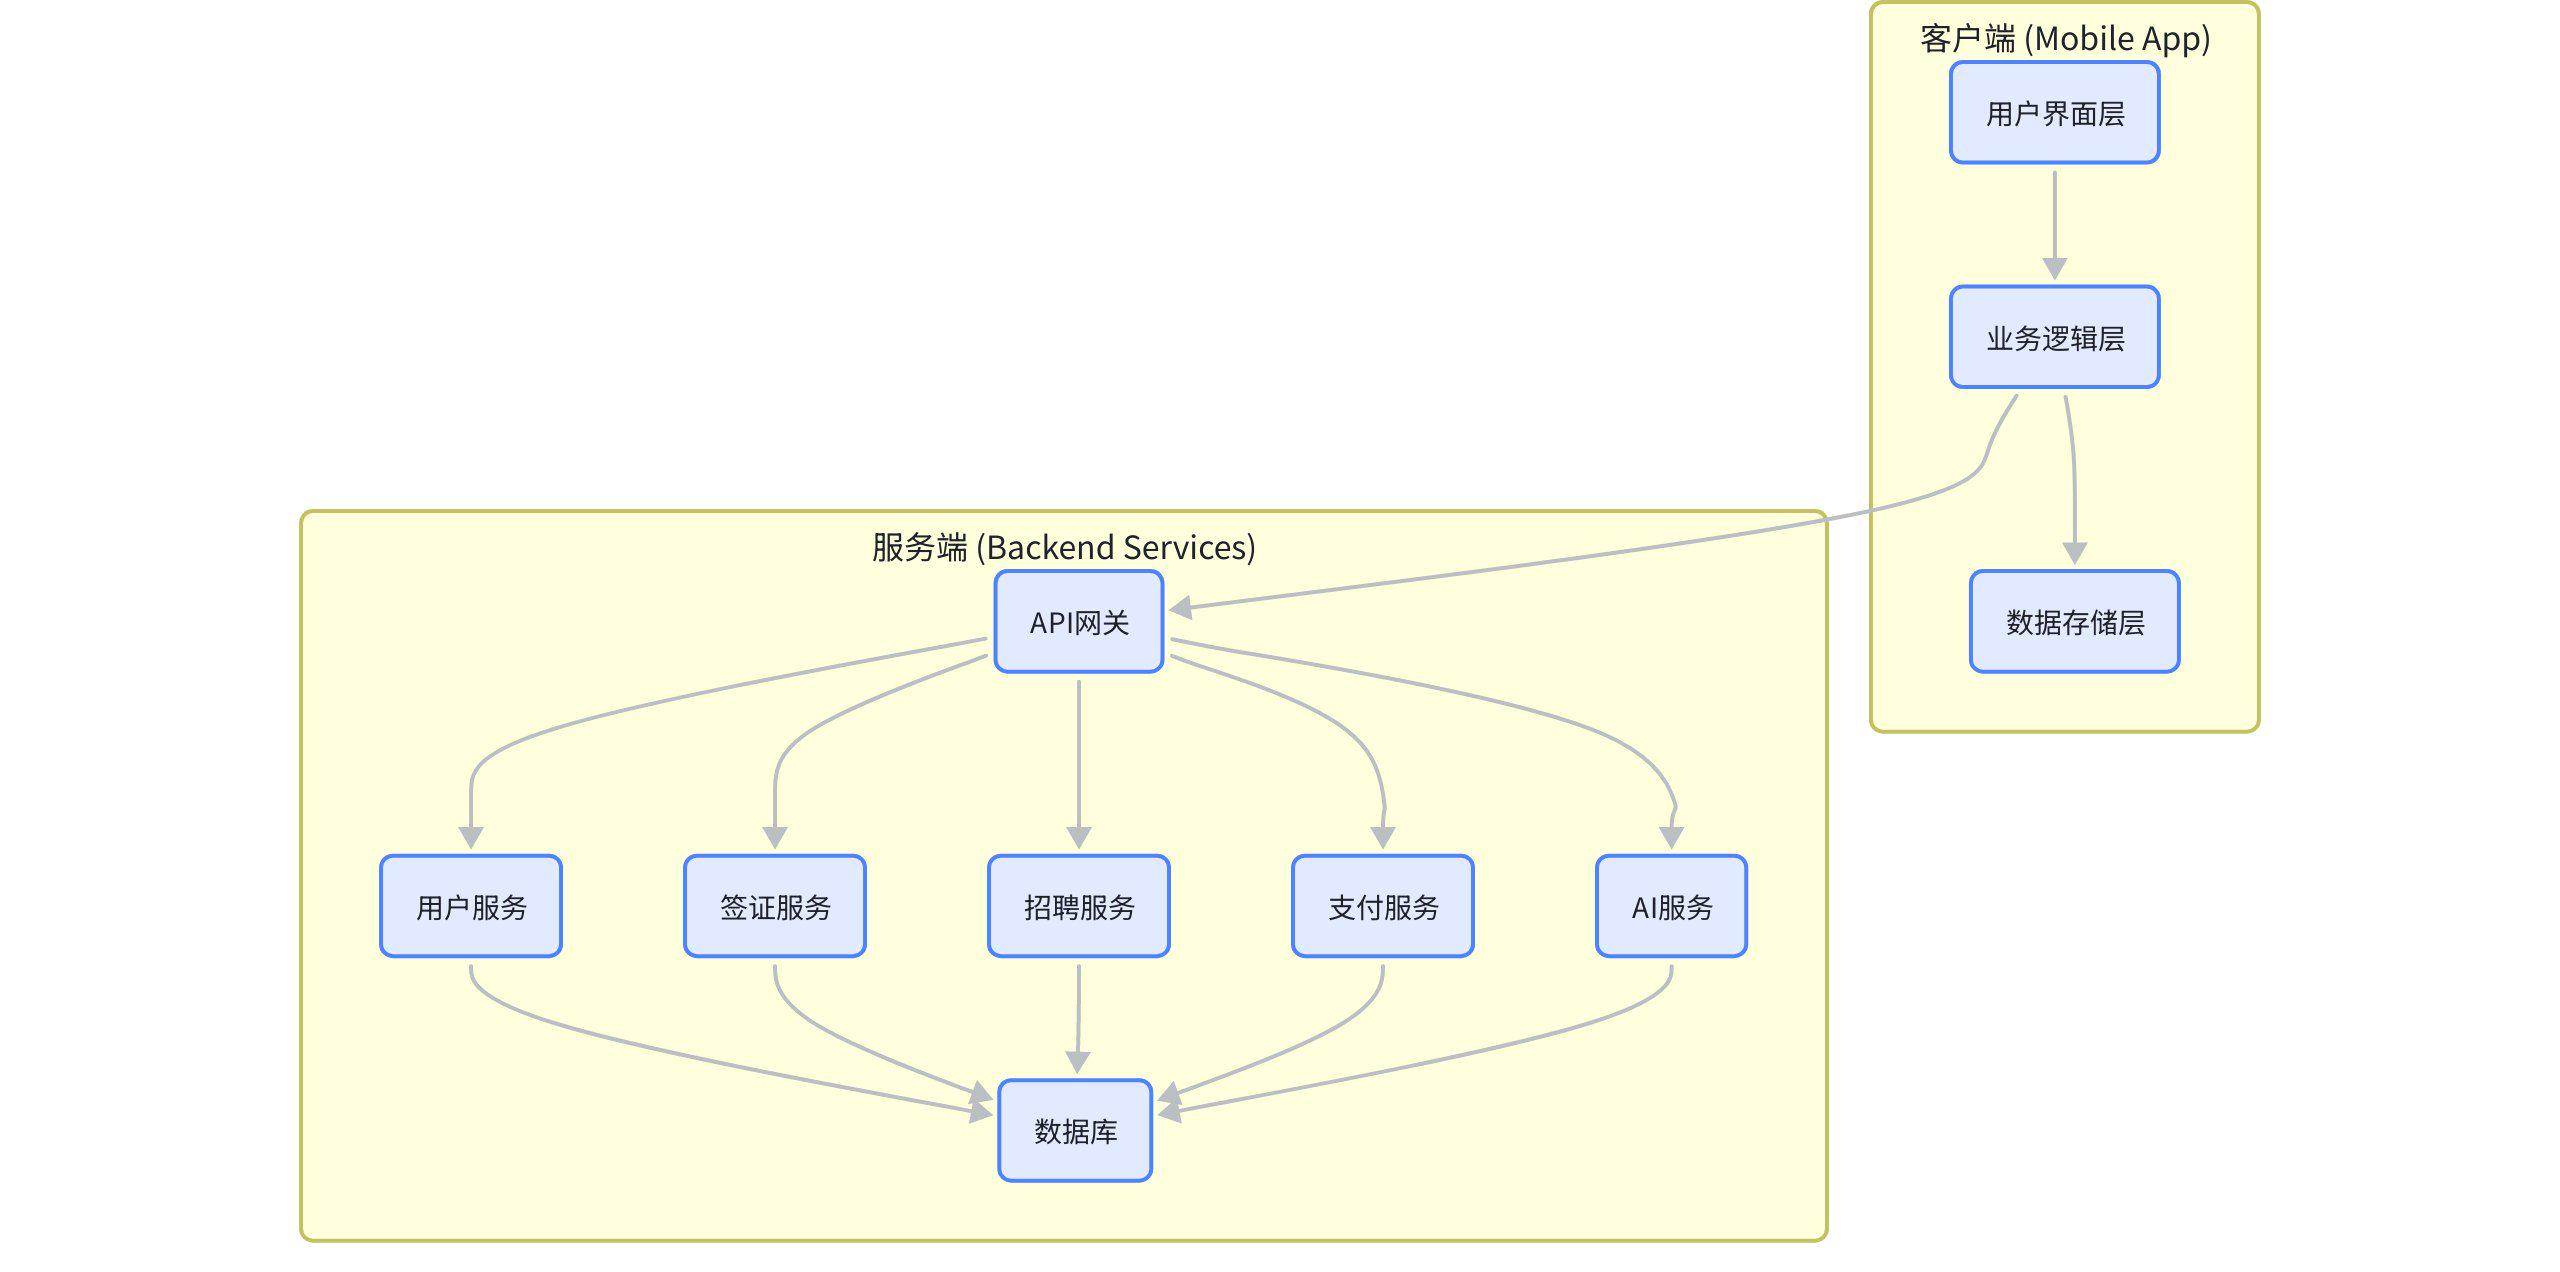 客户端 (Mobile App)
用户界面层
业务逻辑层
数据存储层
服务端 (Backend Services)
API网关
用户服务
签证服务
招聘服务
支付服务
AI服务
数据库